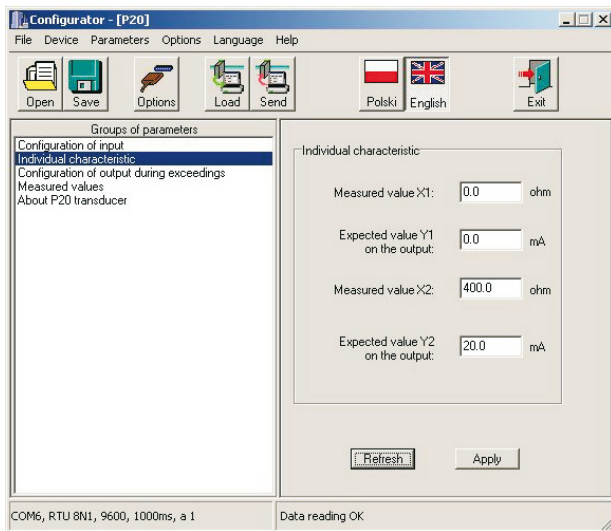 Configurator - [P20]
File Device Parameters Options Language Help
Open Save Options Load Send Polski English Exit
Groups of parameters
Configuration of input
Individual characteristic
Configuration of output during exceedings
Measured values
About P20 transducer
Individual characteristic
Measured value X1: 0.0 ohm
Expected value Y1
on the output: 0.0 mA
Measured value X2: 400.0 ohm
Expected value Y2
on the output: 20.0 mA
Refresh Apply
COM6, RTU 8N1, 9600, 1000ms, a 1 Data reading OK